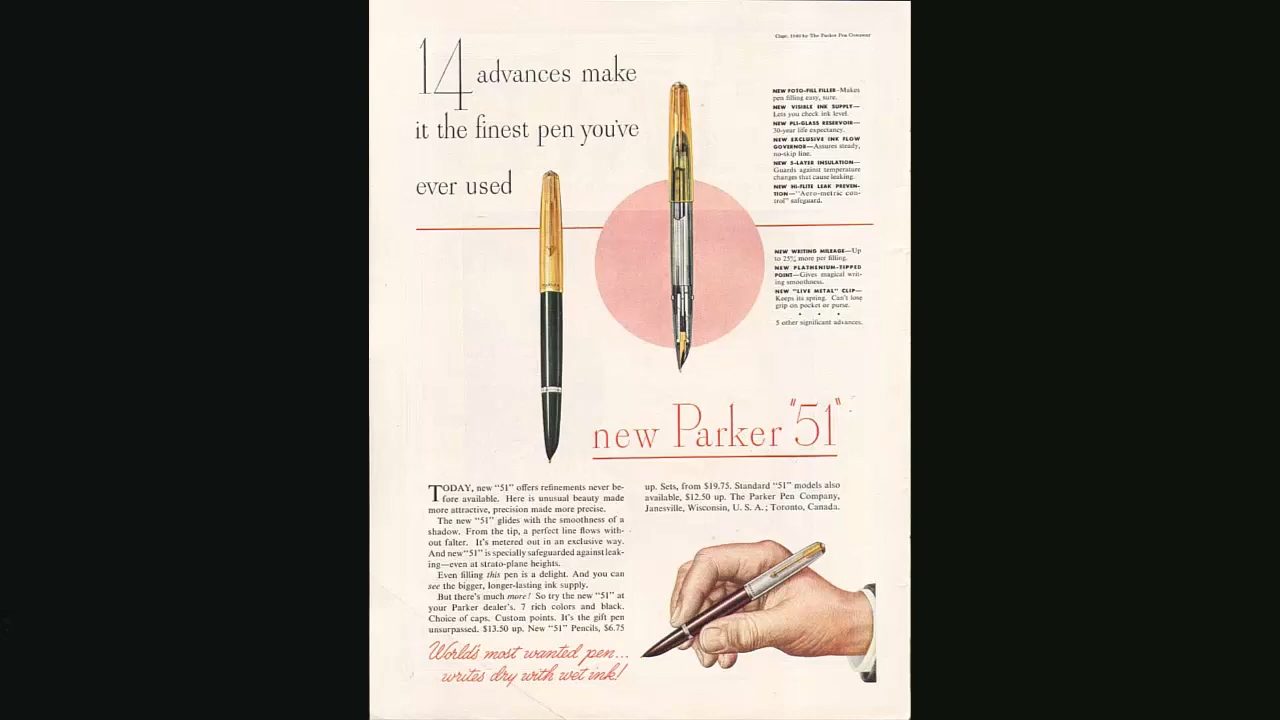 Copr. 1949 by The Parker Pen Company
14 advances make
it the finest pen you've
ever used
NEW FOTO-FILL FILLER—Makes
pen filling easy, sure.
NEW VISIBLE INK SUPPLY—
Lets you check ink level.
NEW PLI-GLASS RESERVOIR—
30-year life expectancy.
NEW EXCLUSIVE INK FLOW
GOVERNOR—Assures steady,
no-skip line.
NEW 5-LAYER INSULATION—
Guards against temperature
changes that cause leaking.
NEW HI-FLITE LEAK PREVEN-
TION—"Aero-metric con-
trol" safeguard.
NEW WRITING MILEAGE—Up
to 25% more per filling.
NEW PLATHENIUM-TIPPED
POINT—Gives magical writ-
ing smoothness.
NEW "LIVE METAL" CLIP—
Keeps its spring. Can't lose
grip on pocket or purse.
5 other significant advances.
new Parker "51"
TODAY, new "51" offers refinements never be-
fore available. Here is unusual beauty made
more attractive, precision made more precise.
The new "51" glides with the smoothness of a
shadow. From the tip, a perfect line flows with-
out falter. It's metered out in an exclusive way.
And new "51" is specially safeguarded against leak-
ing—even at strato-plane heights.
Even filling this pen is a delight. And you can
see the bigger, longer-lasting ink supply.
But there's much more! So try the new "51" at
your Parker dealer's. 7 rich colors and black.
Choice of caps. Custom points. It's the gift pen
unsurpassed. $13.50 up. New "51" Pencils, $6.75
up. Sets, from $19.75. Standard "51" models also
available, $12.50 up. The Parker Pen Company,
Janesville, Wisconsin, U. S. A.; Toronto, Canada.
World's most wanted pen...
writes dry with wet ink!